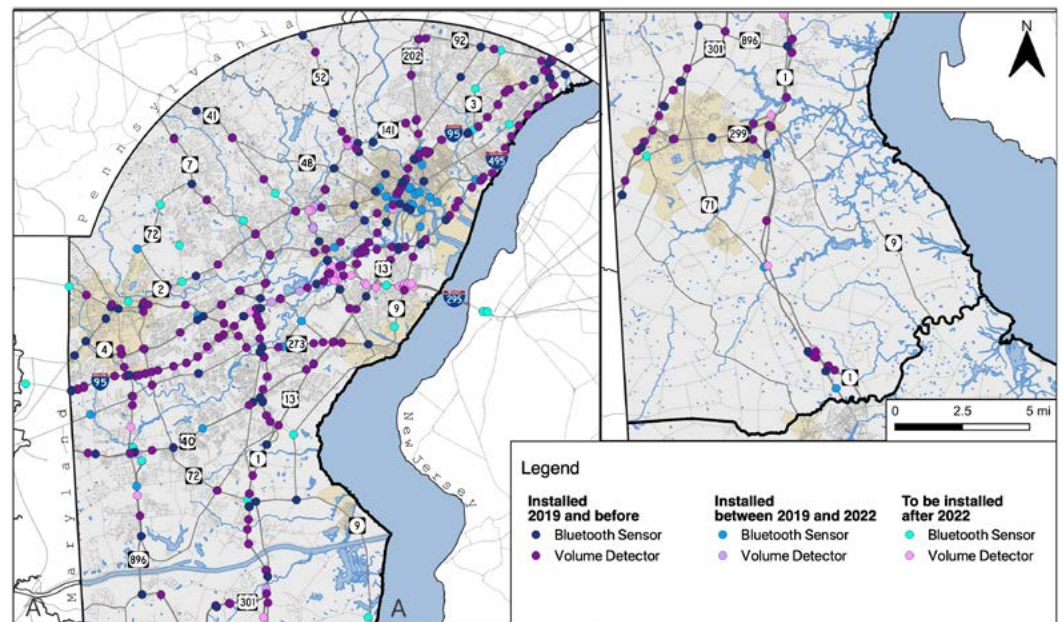 Pennsylvania
92
202
52
3
41
141
95
48
495
7
72
13
2
295
9
4
273
95
13
40
1
72
9
896
301
Maryland
New Jersey
A
A
301
896
N
1
299
71
9
1
0
2.5
5 mi
Legend
Installed
2019 and before
Bluetooth Sensor
Volume Detector
Installed
between 2019 and 2022
Bluetooth Sensor
Volume Detector
To be installed
after 2022
Bluetooth Sensor
Volume Detector